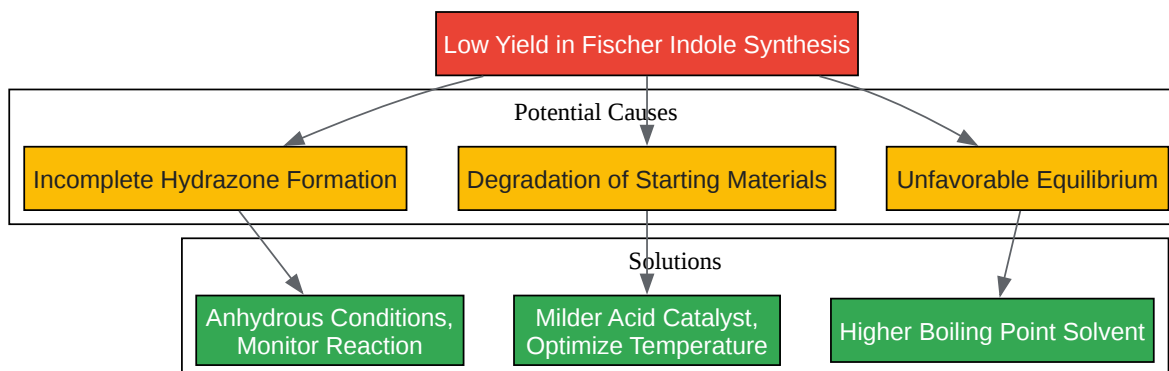 Low Yield in Fischer Indole Synthesis
Potential Causes
Incomplete Hydrazone Formation
Degradation of Starting Materials
Unfavorable Equilibrium
Solutions
Anhydrous Conditions,
Monitor Reaction
Milder Acid Catalyst,
Optimize Temperature
Higher Boiling Point Solvent